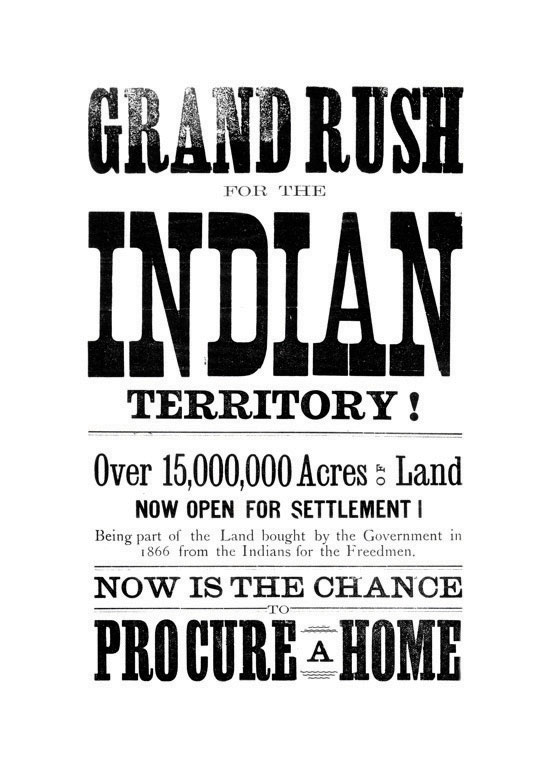 GRAND RUSH
FOR THE
INDIAN
TERRITORY!
Over 15,000,000 Acres OF Land
NOW OPEN FOR SETTLEMENT!
Being part of the Land bought by the Government in
1866 from the Indians for the Freedmen.
NOW IS THE CHANCE
TO
PROCURE A HOME